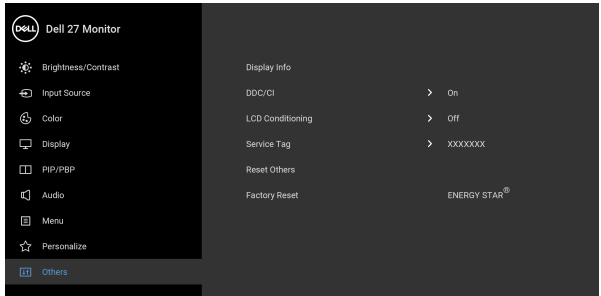 DELL Dell 27 Monitor
Brightness/Contrast
Input Source
Color
Display
PIP/PBP
Audio
Menu
Personalize
Others
Display Info
DDC/CI > On
LCD Conditioning > Off
Service Tag > XXXXXXX
Reset Others
Factory Reset ENERGY STAR®